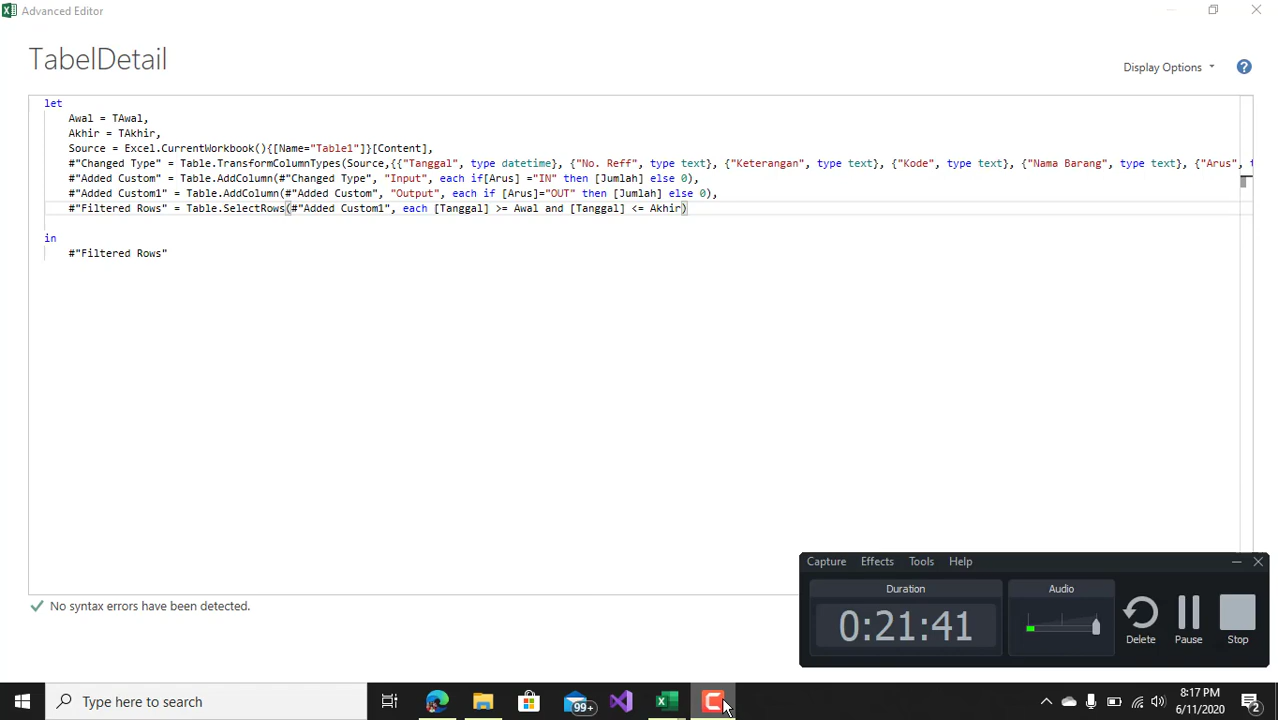 Advanced Editor
TabelDetail
Display Options
let
Awal = TAwal,
Akhir = TAkhir,
Source = Excel.CurrentWorkbook(){[Name="Table1"]}[Content],
#"Changed Type" = Table.TransformColumnTypes(Source,{{"Tanggal", type datetime}, {"No. Reff", type text}, {"Keterangan", type text}, {"Kode", type text}, {"Nama Barang", type text}, {"Arus",
#"Added Custom" = Table.AddColumn(#"Changed Type", "Input", each if[Arus] ="IN" then [Jumlah] else 0),
#"Added Custom1" = Table.AddColumn(#"Added Custom", "Output", each if [Arus]="OUT" then [Jumlah] else 0),
#"Filtered Rows" = Table.SelectRows(#"Added Custom1", each [Tanggal] >= Awal and [Tanggal] <= Akhir)
in
#"Filtered Rows"
No syntax errors have been detected.
Capture Effects Tools Help
Duration Audio
0:21:41
Delete Pause Stop
Type here to search
99+
8:17 PM
6/11/2020
2